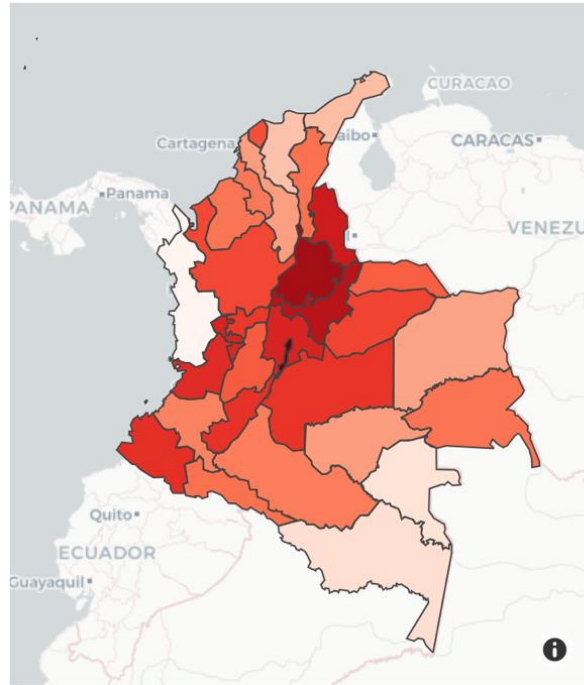 CURACAO
Cartagena
aibo
CARACAS
Panama
PANAMA
VENEZU
Quito
ECUADOR
Guayaquil
i